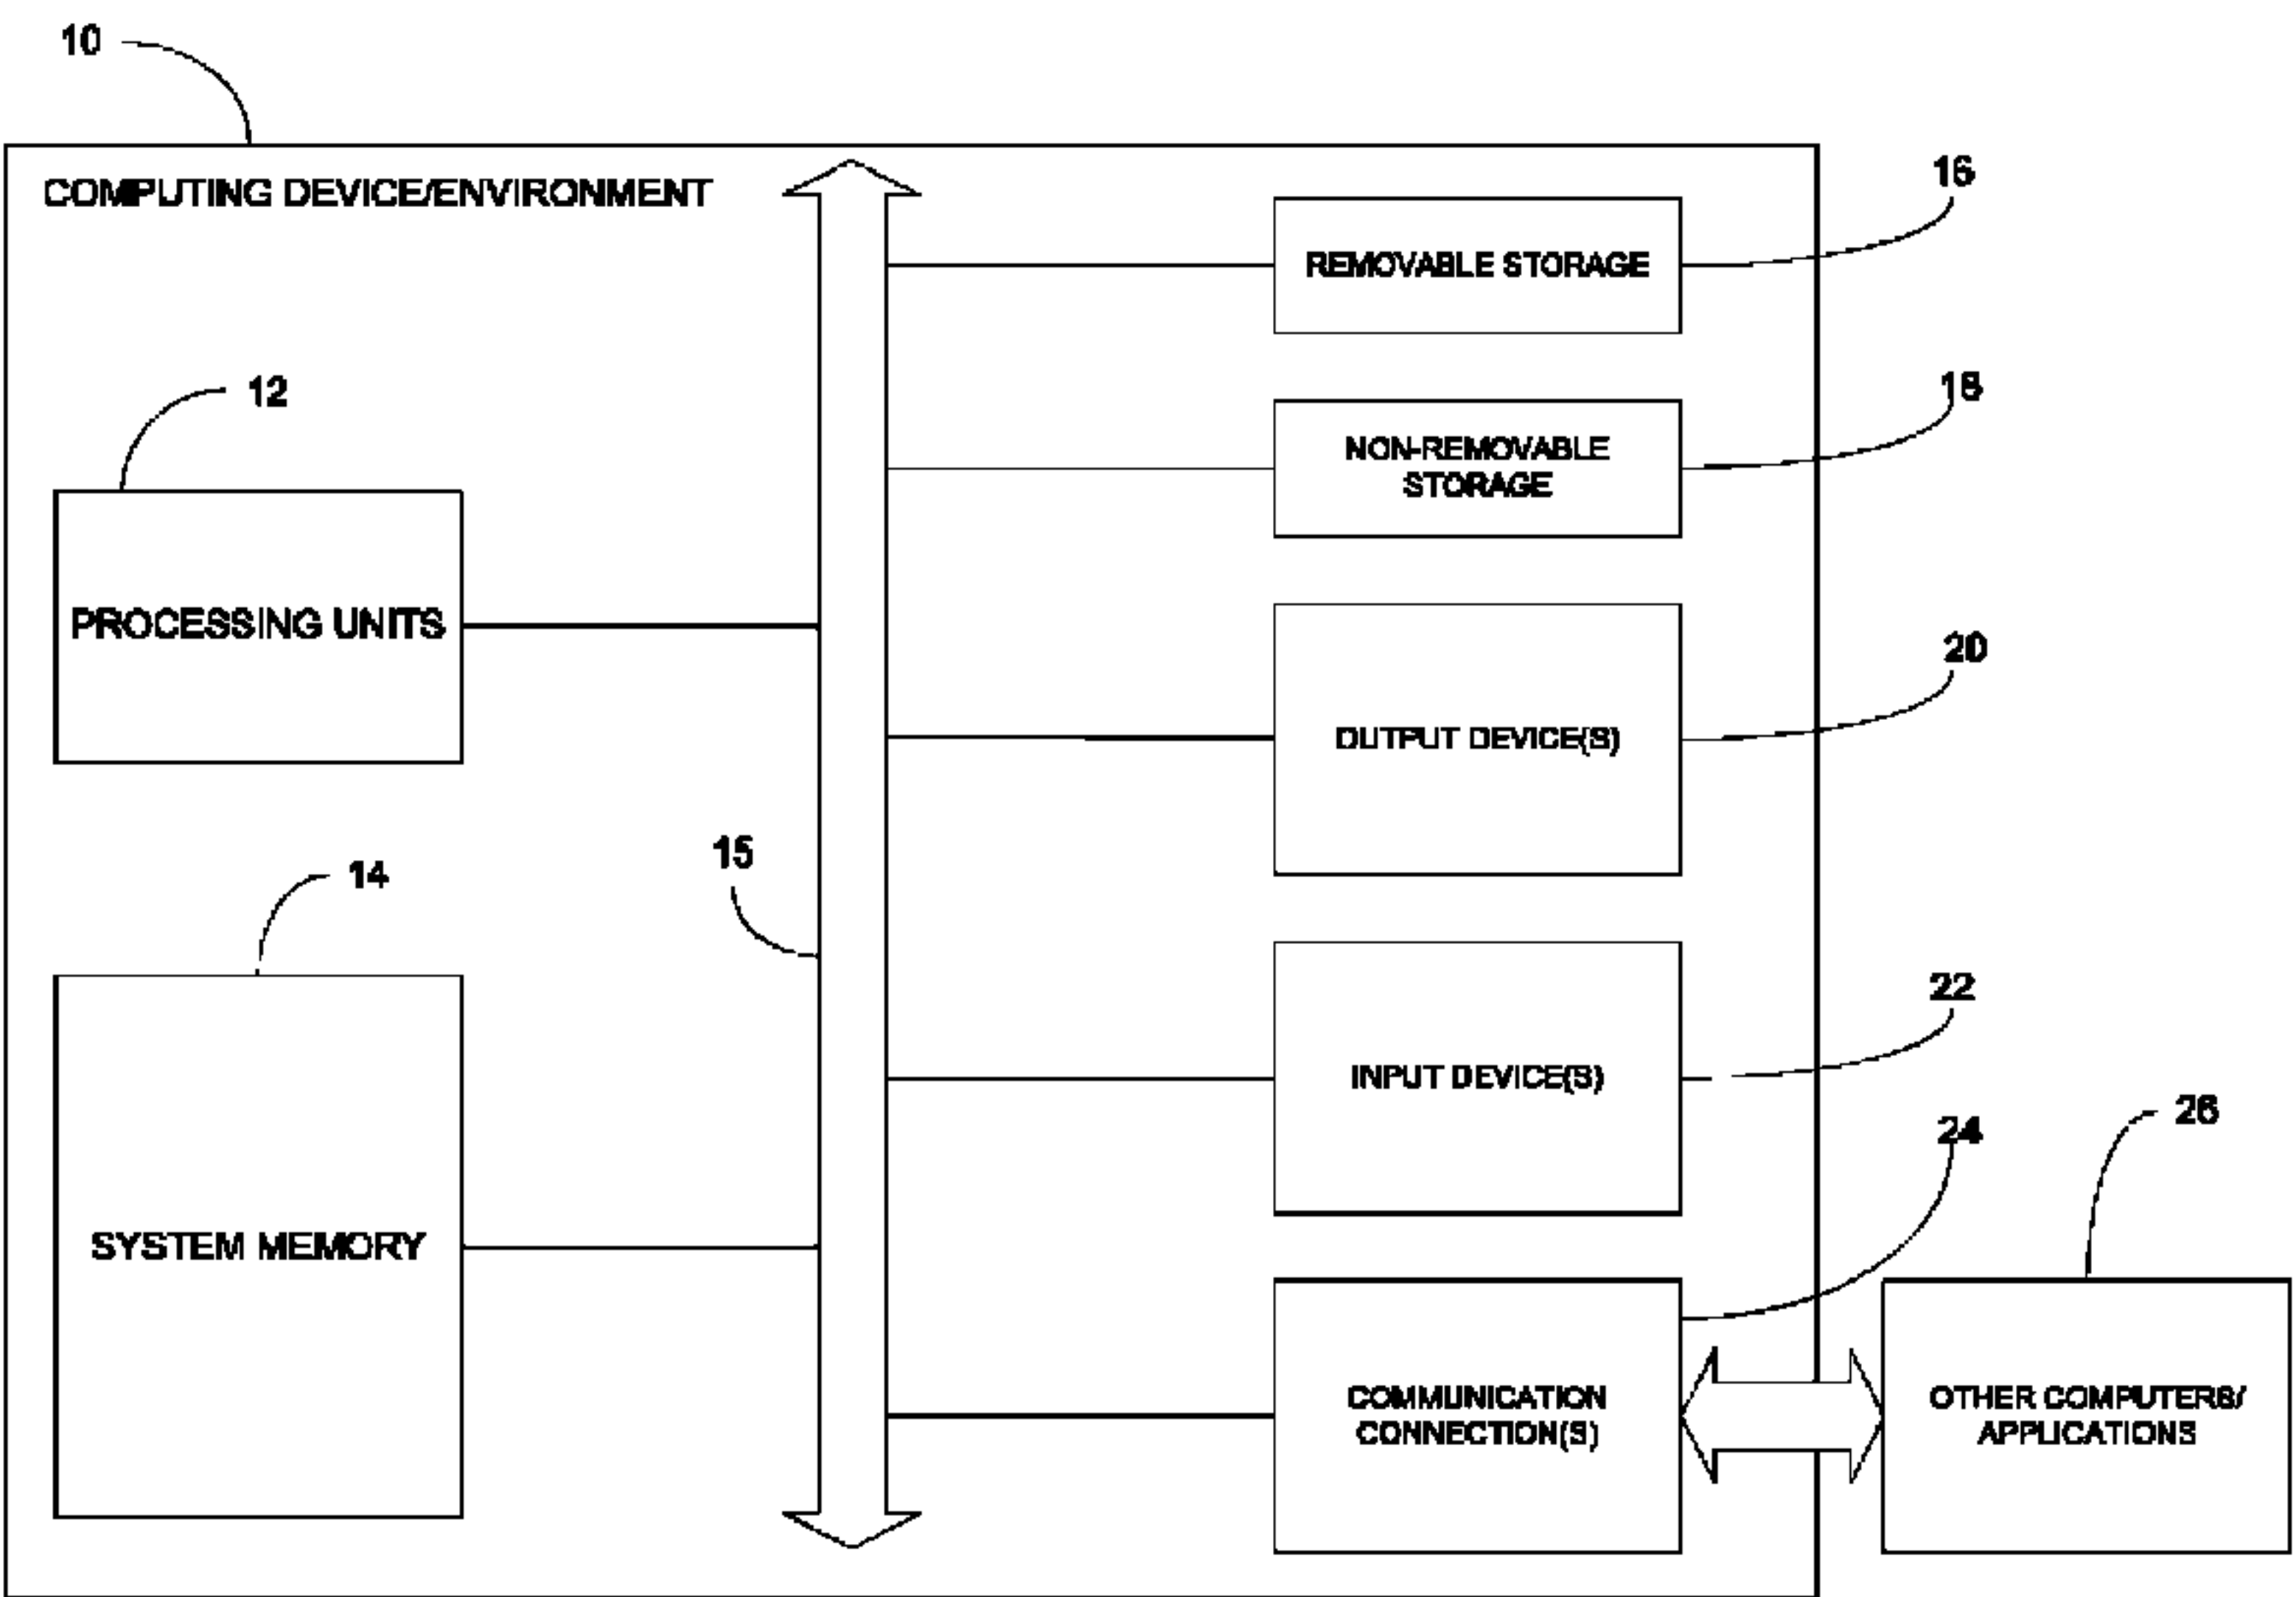 10
COMPUTING DEVICE/ENVIRONMENT
16
REMOVABLE STORAGE
12
18
NON-REMOVABLE
STORAGE
PROCESSING UNITS
20
OUTPUT DEVICE(S)
15
14
22
INPUT DEVICE(S)
26
24
SYSTEM MEMORY
COMMUNICATION
CONNECTION(S)
OTHER COMPUTERS/
APPLICATIONS